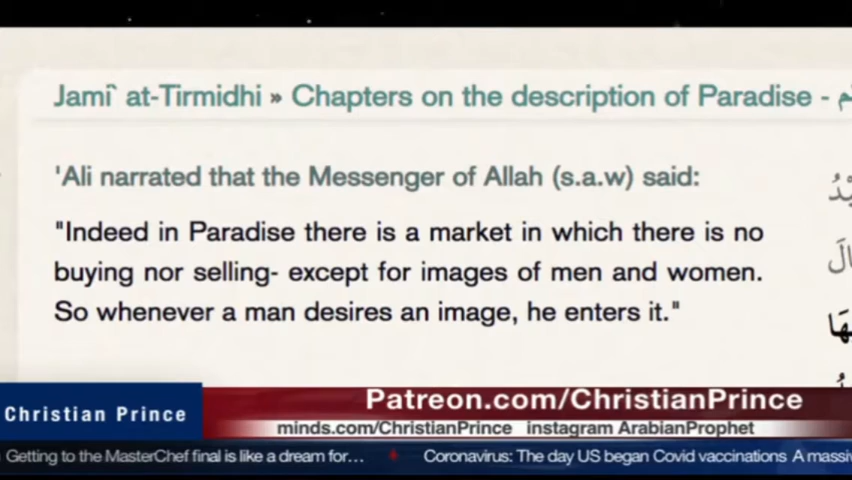 Jami` at-Tirmidhi » Chapters on the description of Paradise -
'Ali narrated that the Messenger of Allah (s.a.w) said:
"Indeed in Paradise there is a market in which there is no
buying nor selling- except for images of men and women.
So whenever a man desires an image, he enters it."
Patreon.com/ChristianPrince
Christian Prince
minds.com/ChristianPrince instagram ArabianProphet
Getting to the MasterChef final is like a dream for... Coronavirus: The day US began Covid vaccinations A